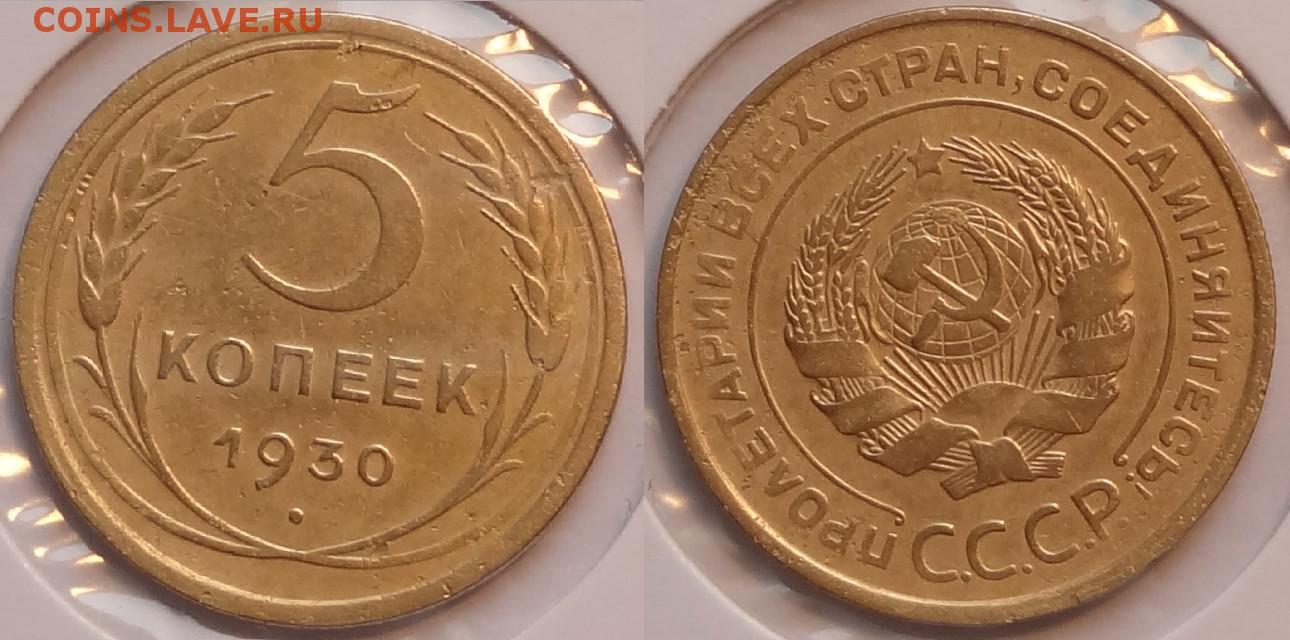 COINS.LAVE.RU
5
КОПЕЕК
1930
ПРОЛЕТАРИИ ВСЕХ СТРАН, СОЕДИНЯЙТЕСЬ!
С.С.С.Р.